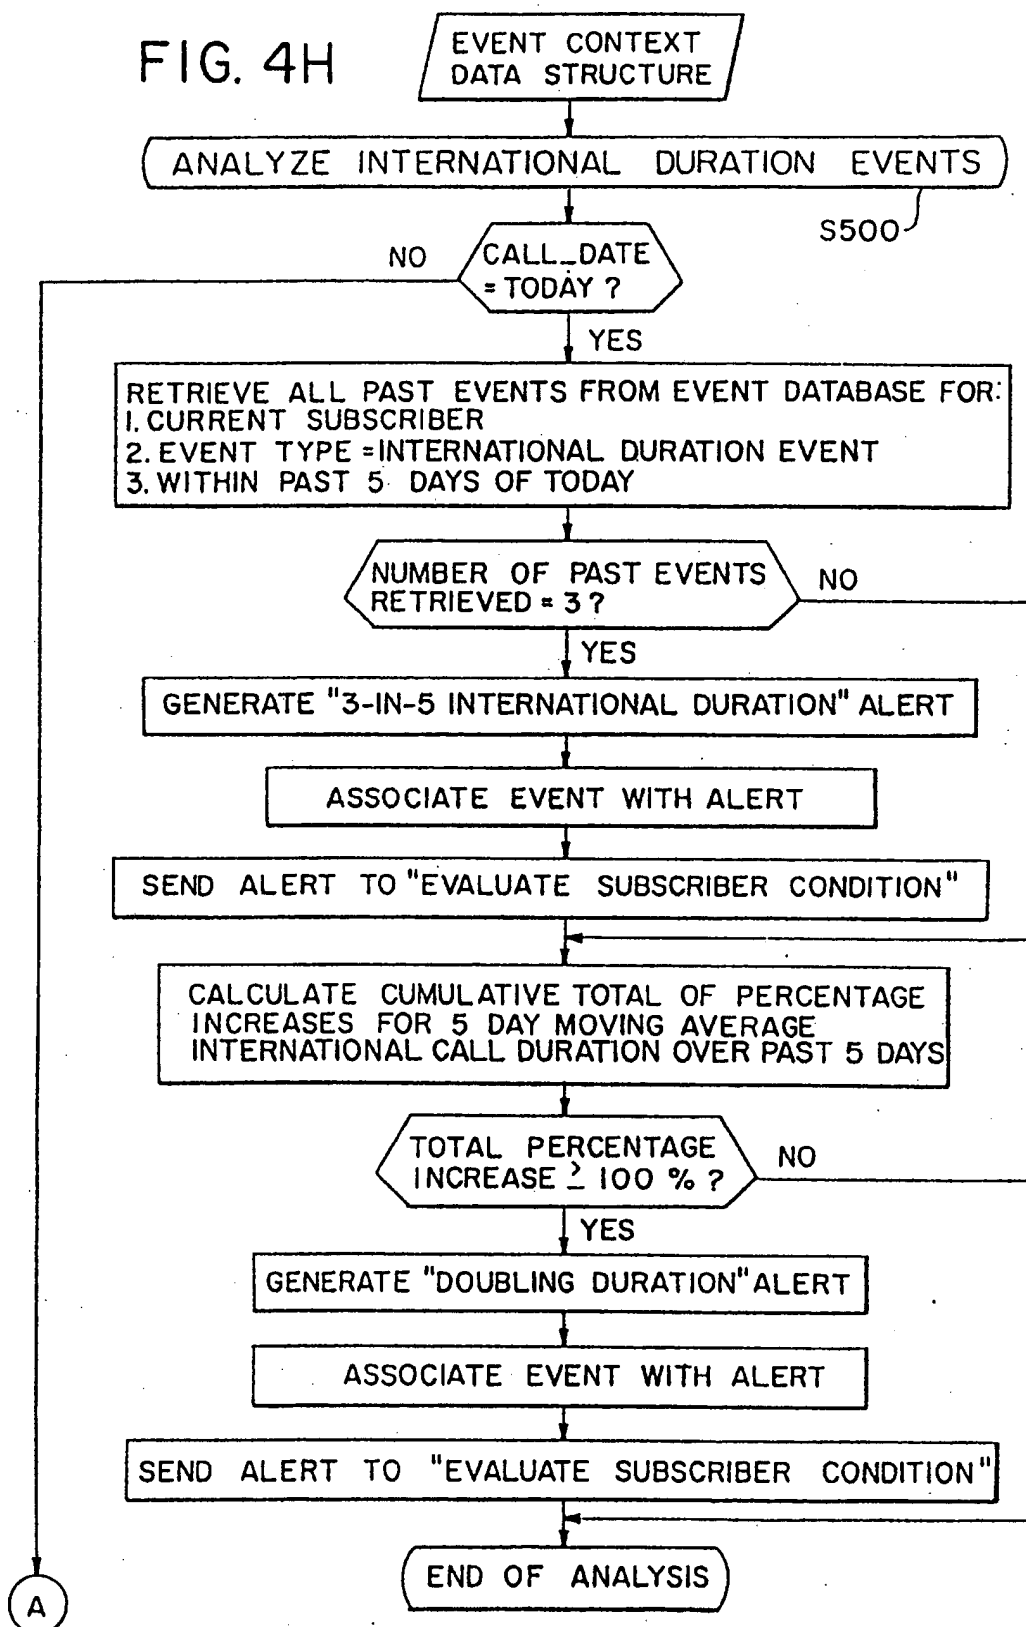 FIG. 4H
EVENT CONTEXT
DATA STRUCTURE
ANALYZE INTERNATIONAL DURATION EVENTS
S500
CALL_DATE
= TODAY ?
NO
YES
RETRIEVE ALL PAST EVENTS FROM EVENT DATABASE FOR:
1. CURRENT SUBSCRIBER
2. EVENT TYPE = INTERNATIONAL DURATION EVENT
3. WITHIN PAST 5 DAYS OF TODAY
NUMBER OF PAST EVENTS
RETRIEVED = 3 ?
NO
YES
GENERATE "3-IN-5 INTERNATIONAL DURATION" ALERT
ASSOCIATE EVENT WITH ALERT
SEND ALERT TO "EVALUATE SUBSCRIBER CONDITION"
CALCULATE CUMULATIVE TOTAL OF PERCENTAGE
INCREASES FOR 5 DAY MOVING AVERAGE
INTERNATIONAL CALL DURATION OVER PAST 5 DAYS
TOTAL PERCENTAGE
INCREASE ≥ 100 % ?
NO
YES
GENERATE "DOUBLING DURATION" ALERT
ASSOCIATE EVENT WITH ALERT
SEND ALERT TO "EVALUATE SUBSCRIBER CONDITION"
END OF ANALYSIS
A